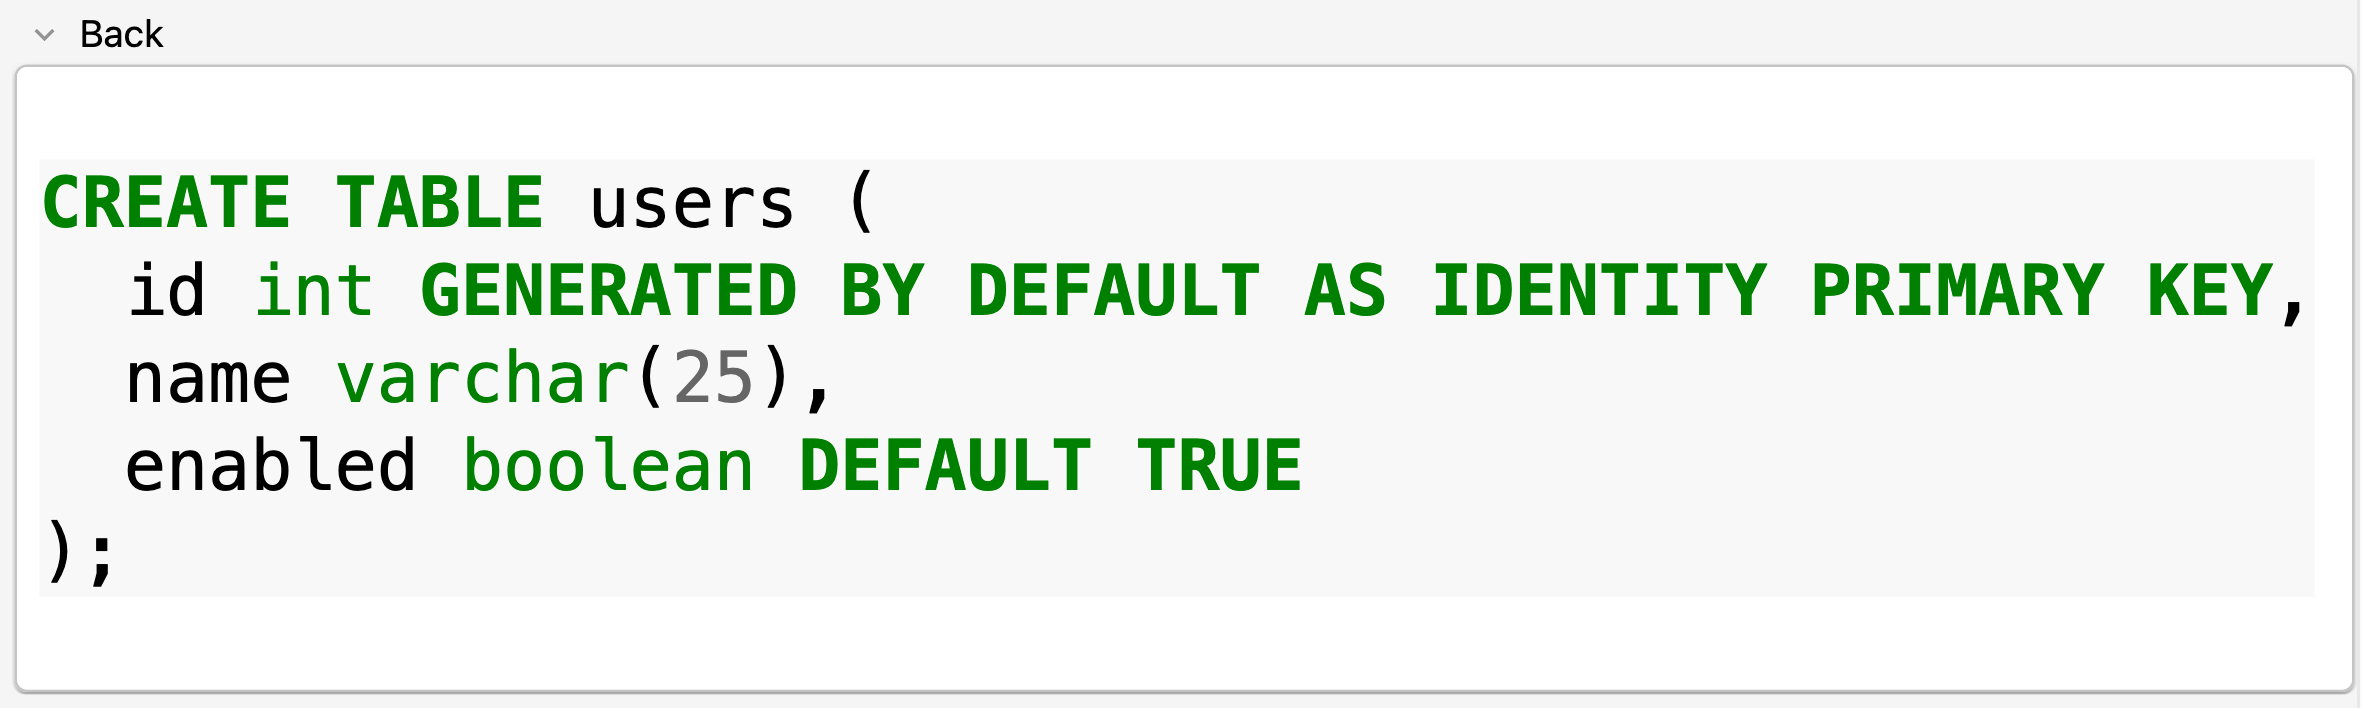 Back
CREATE TABLE users (
  id int GENERATED BY DEFAULT AS IDENTITY PRIMARY KEY,
  name varchar(25),
  enabled boolean DEFAULT TRUE
);